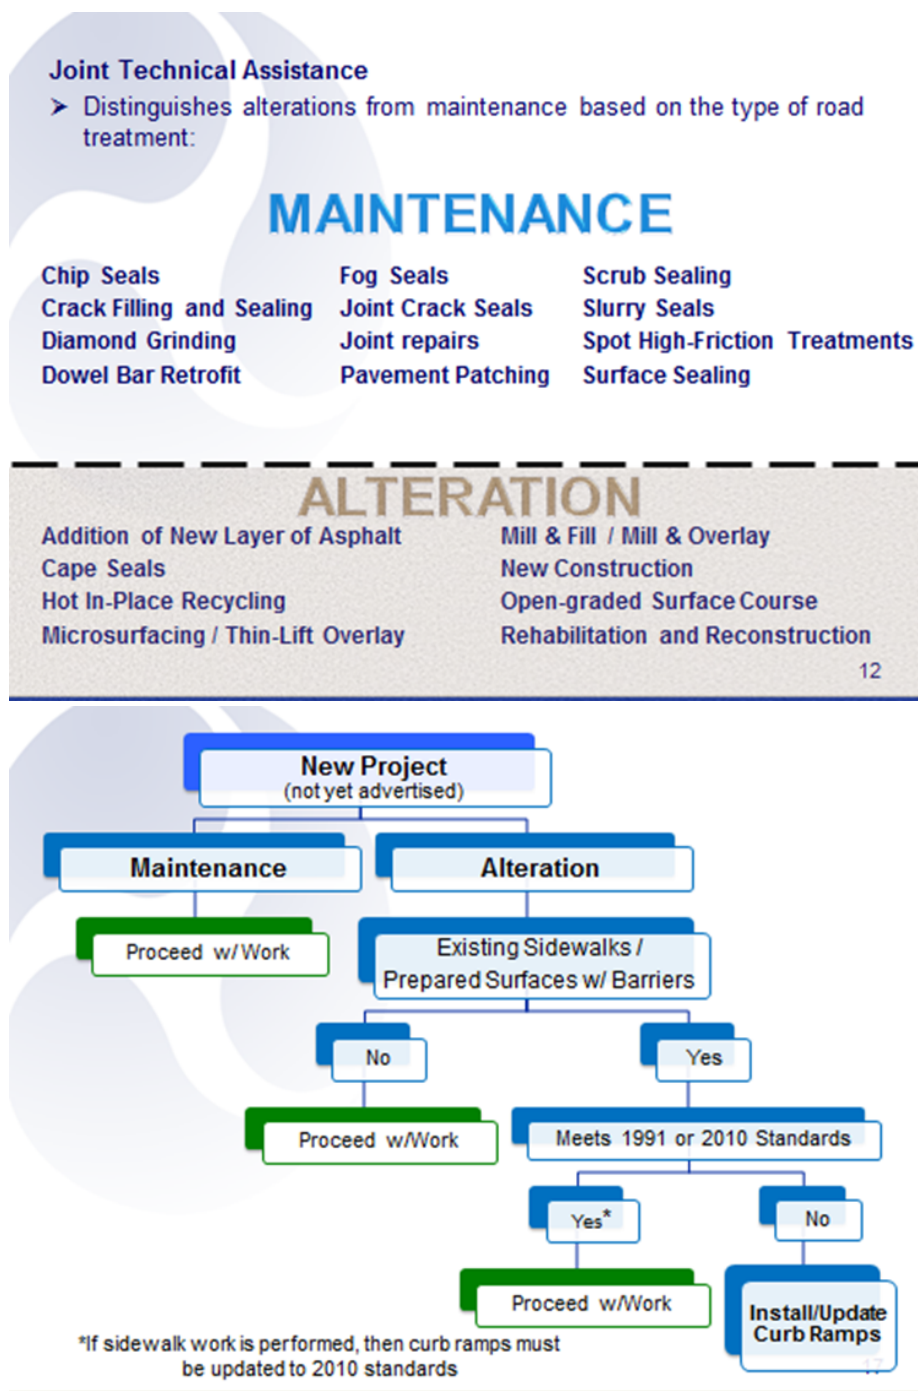 Joint Technical Assistance
➢ Distinguishes alterations from maintenance based on the type of road
treatment:
MAINTENANCE
Chip Seals Fog Seals Scrub Sealing
Crack Filling and Sealing Joint Crack Seals Slurry Seals
Diamond Grinding Joint repairs Spot High-Friction Treatments
Dowel Bar Retrofit Pavement Patching Surface Sealing
ALTERATION
Addition of New Layer of Asphalt Mill & Fill / Mill & Overlay
Cape Seals New Construction
Hot In-Place Recycling Open-graded Surface Course
Microsurfacing / Thin-Lift Overlay Rehabilitation and Reconstruction
12
New Project
(not yet advertised)
Maintenance Alteration
Proceed w/ Work
Existing Sidewalks /
Prepared Surfaces w/ Barriers
No Yes
Proceed w/Work Meets 1991 or 2010 Standards
Yes* No
Proceed w/Work
Install/Update
Curb Ramps
*If sidewalk work is performed, then curb ramps must
be updated to 2010 standards
17